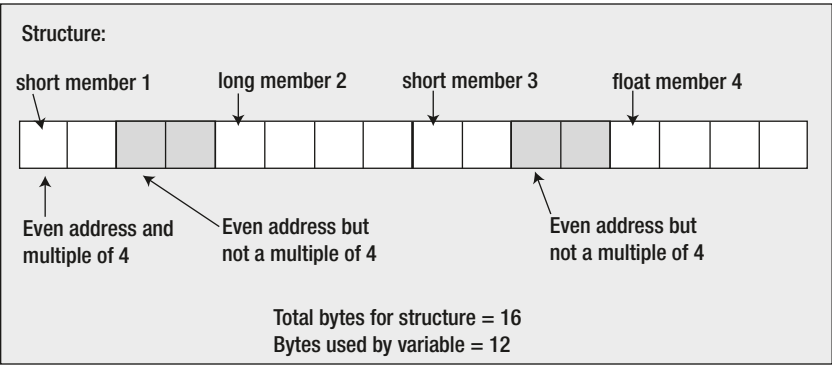 Structure:
short member 1
long member 2
short member 3
float member 4
Even address and
multiple of 4
Even address but
not a multiple of 4
Even address but
not a multiple of 4
Total bytes for structure = 16
Bytes used by variable = 12